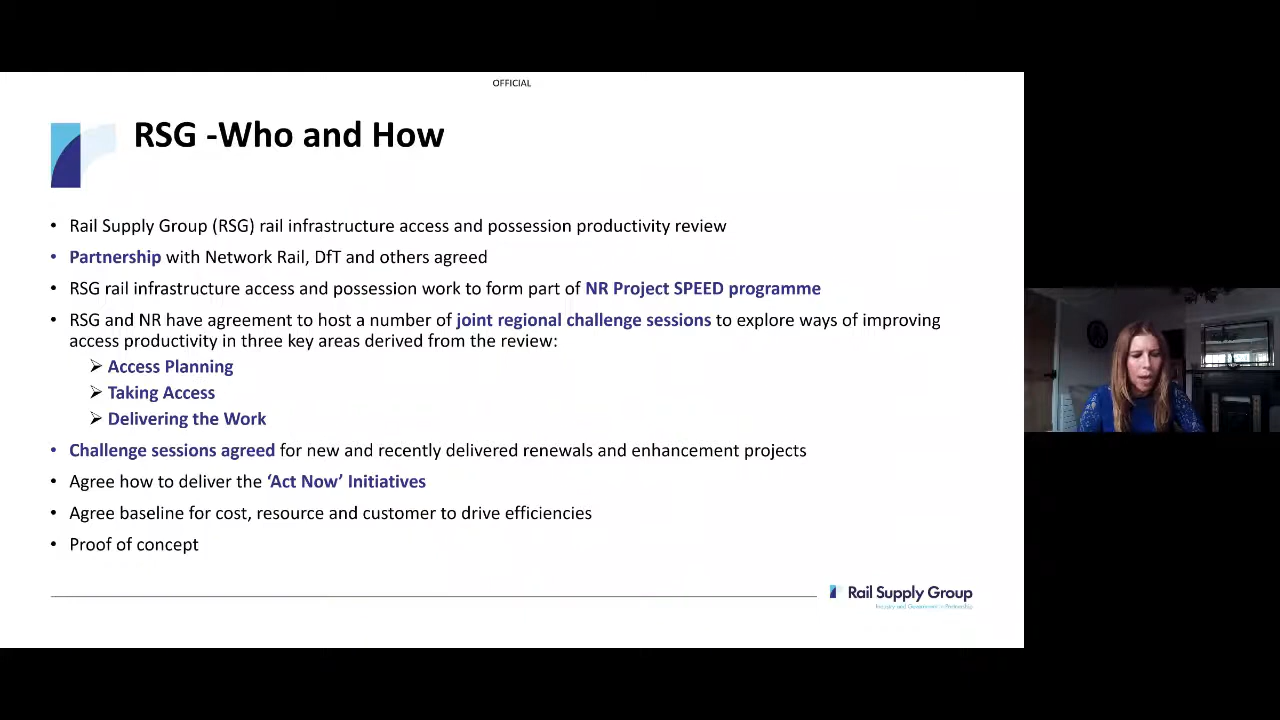 OFFICIAL
RSG -Who and How
• Rail Supply Group (RSG) rail infrastructure access and possession productivity review
• Partnership with Network Rail, DfT and others agreed
• RSG rail infrastructure access and possession work to form part of NR Project SPEED programme
• RSG and NR have agreement to host a number of joint regional challenge sessions to explore ways of improving
access productivity in three key areas derived from the review:
➢ Access Planning
➢ Taking Access
➢ Delivering the Work
• Challenge sessions agreed for new and recently delivered renewals and enhancement projects
• Agree how to deliver the ‘Act Now’ Initiatives
• Agree baseline for cost, resource and customer to drive efficiencies
• Proof of concept
Rail Supply Group
Industry and Government in Partnership